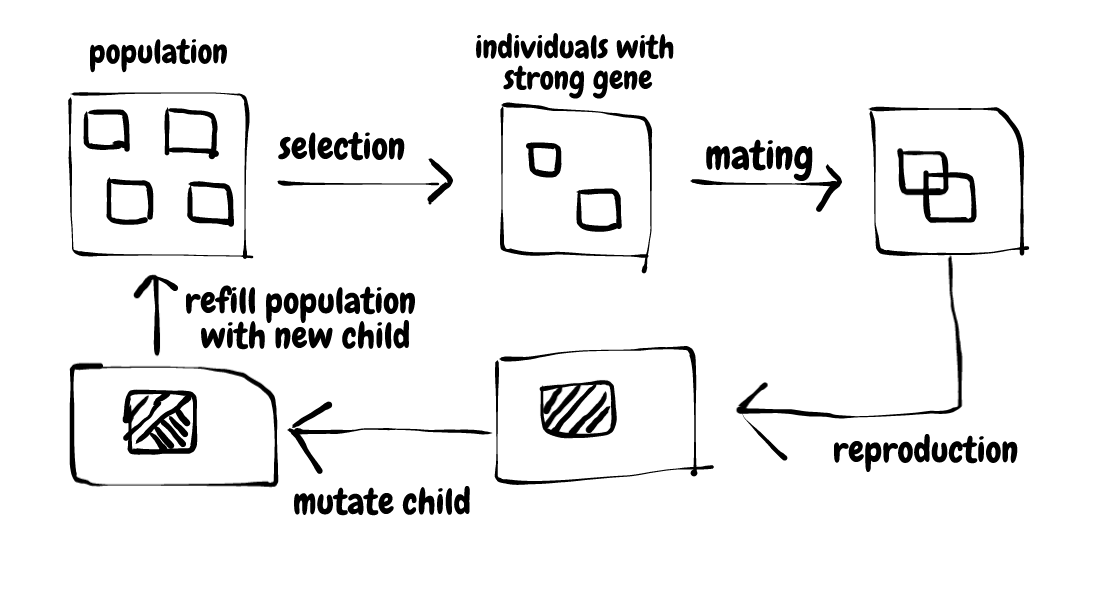 population
individuals with
strong gene
selection
mating
refill population
with new child
reproduction
mutate child